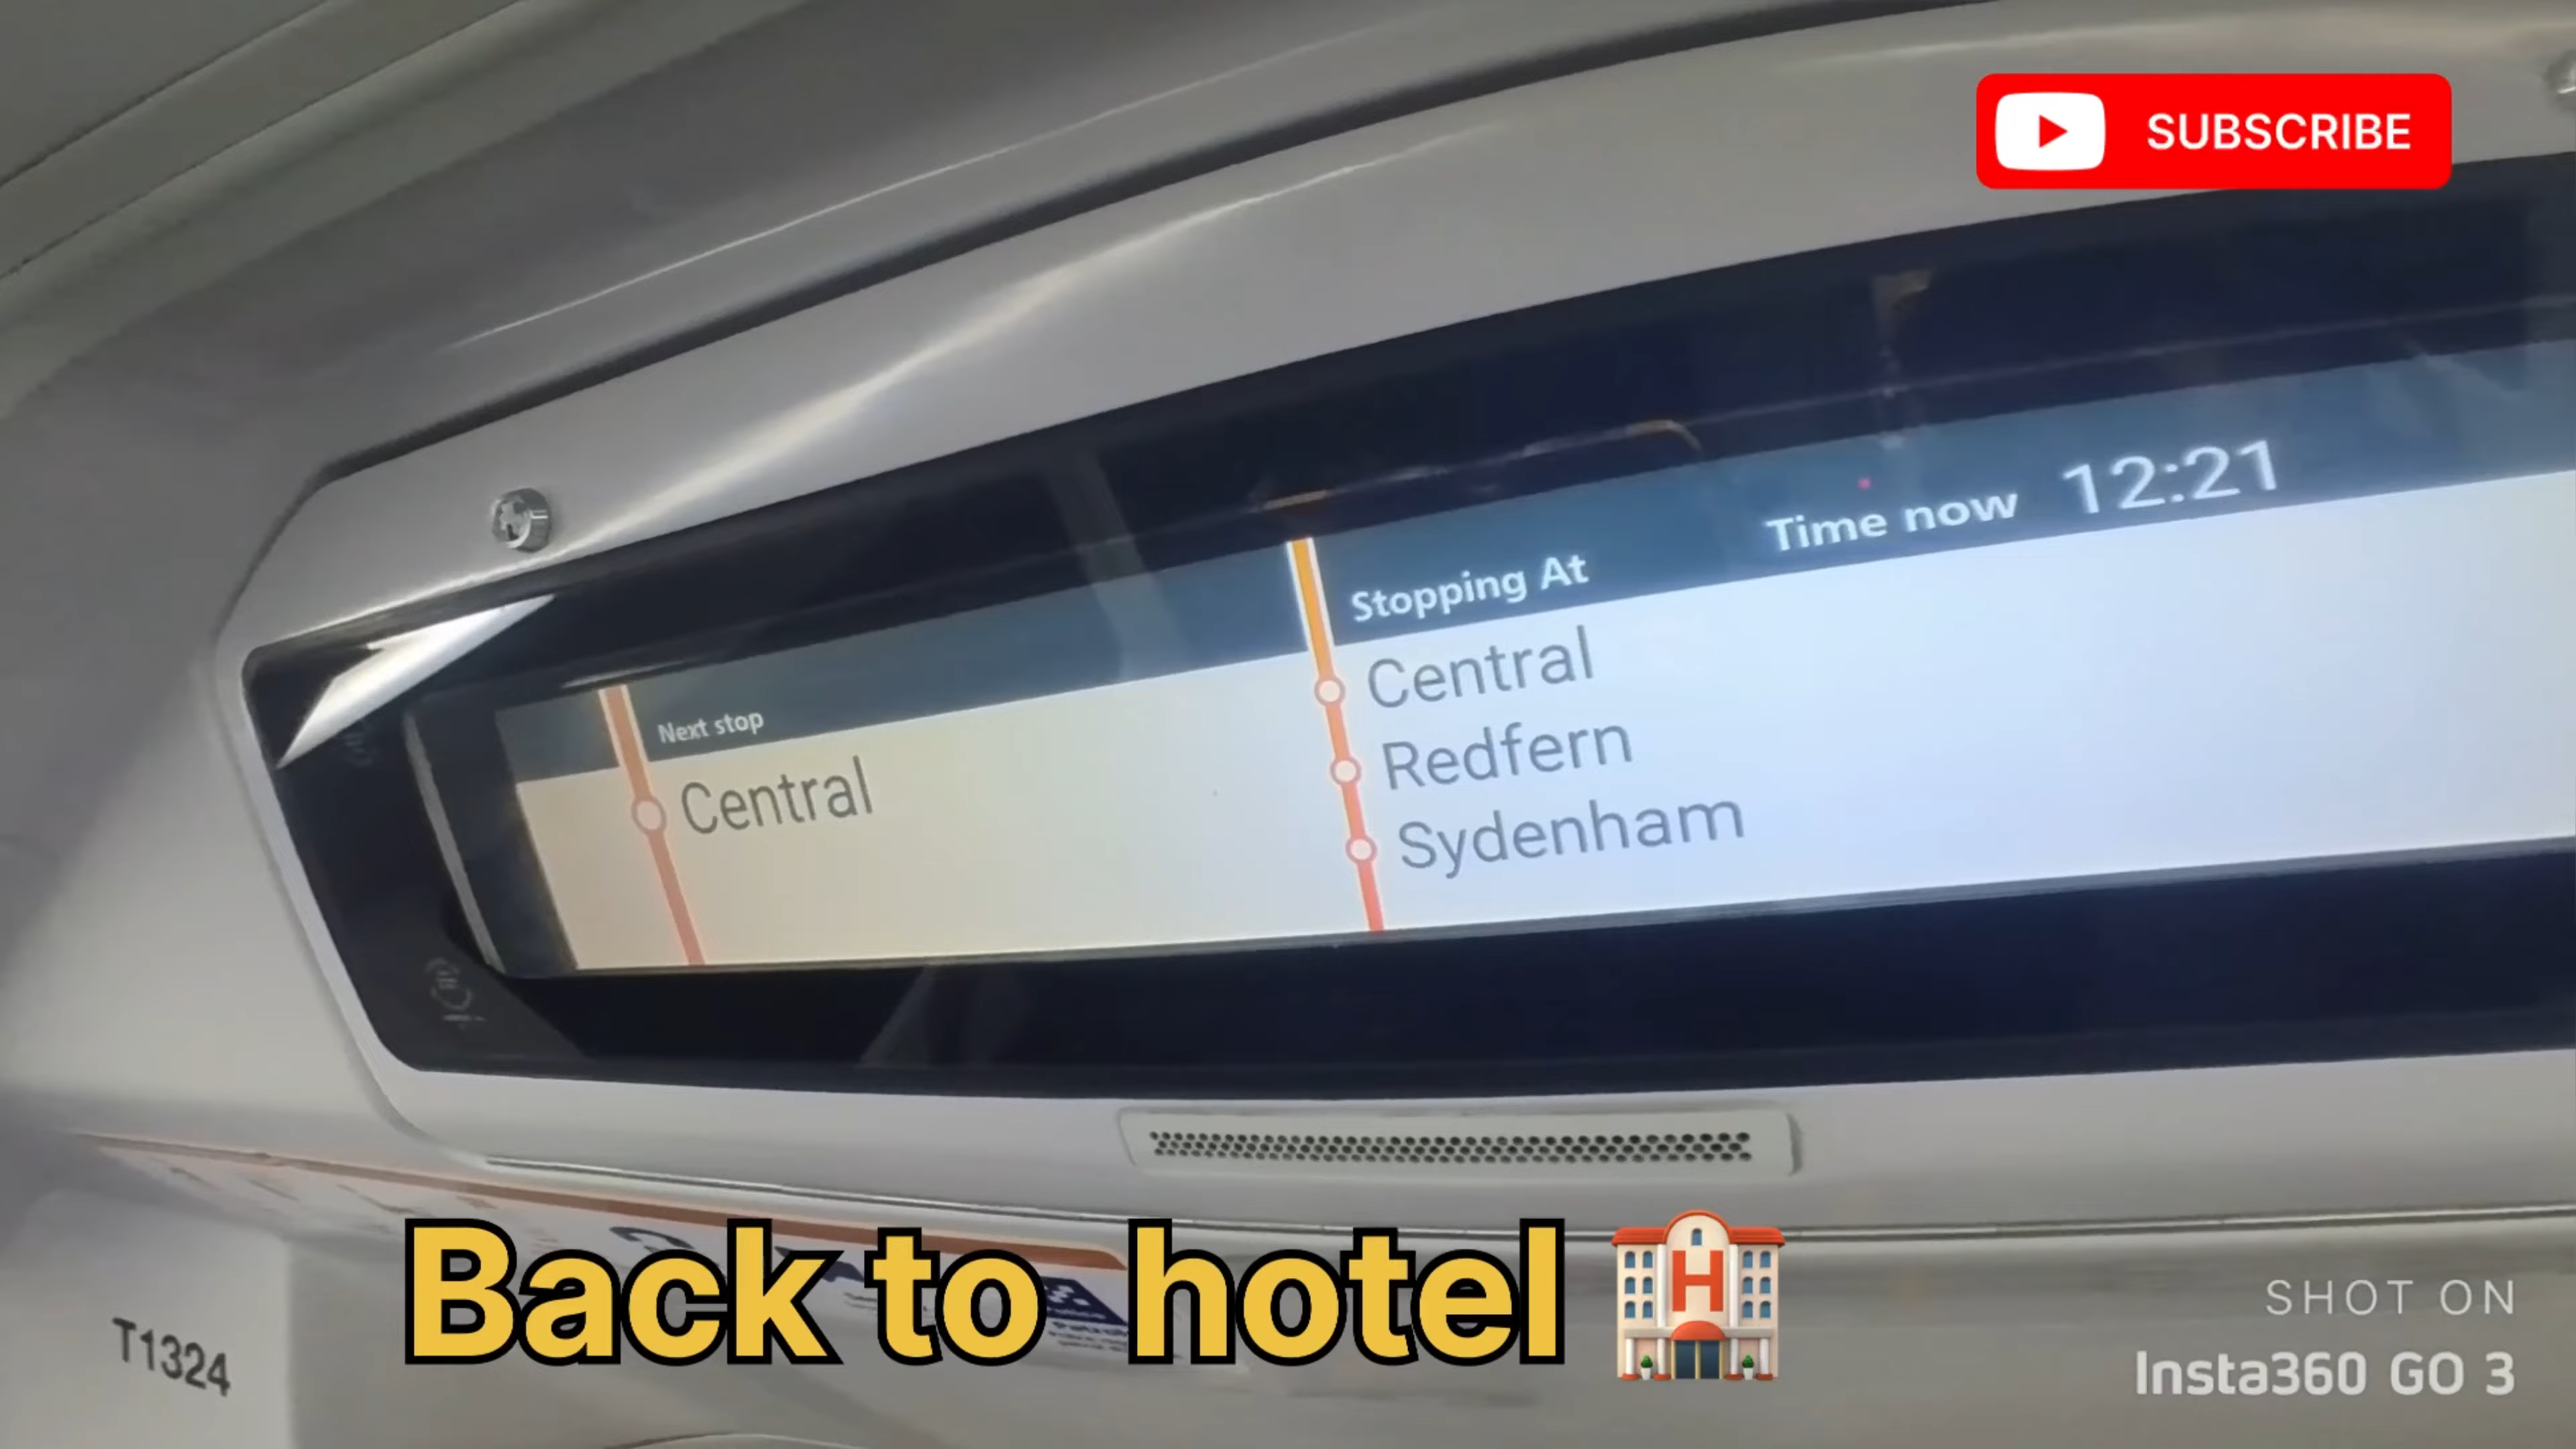 SUBSCRIBE
Time now 12:21
Stopping At
Central
Redfern
Sydenham
Next stop
Central
Back to hotel
H
T1324
SHOT ON
Insta360 GO 3